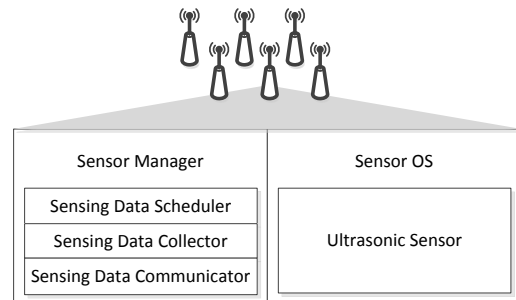 Sensor Manager
Sensing Data Scheduler
Sensing Data Collector
Sensing Data Communicator
Sensor OS
Ultrasonic Sensor